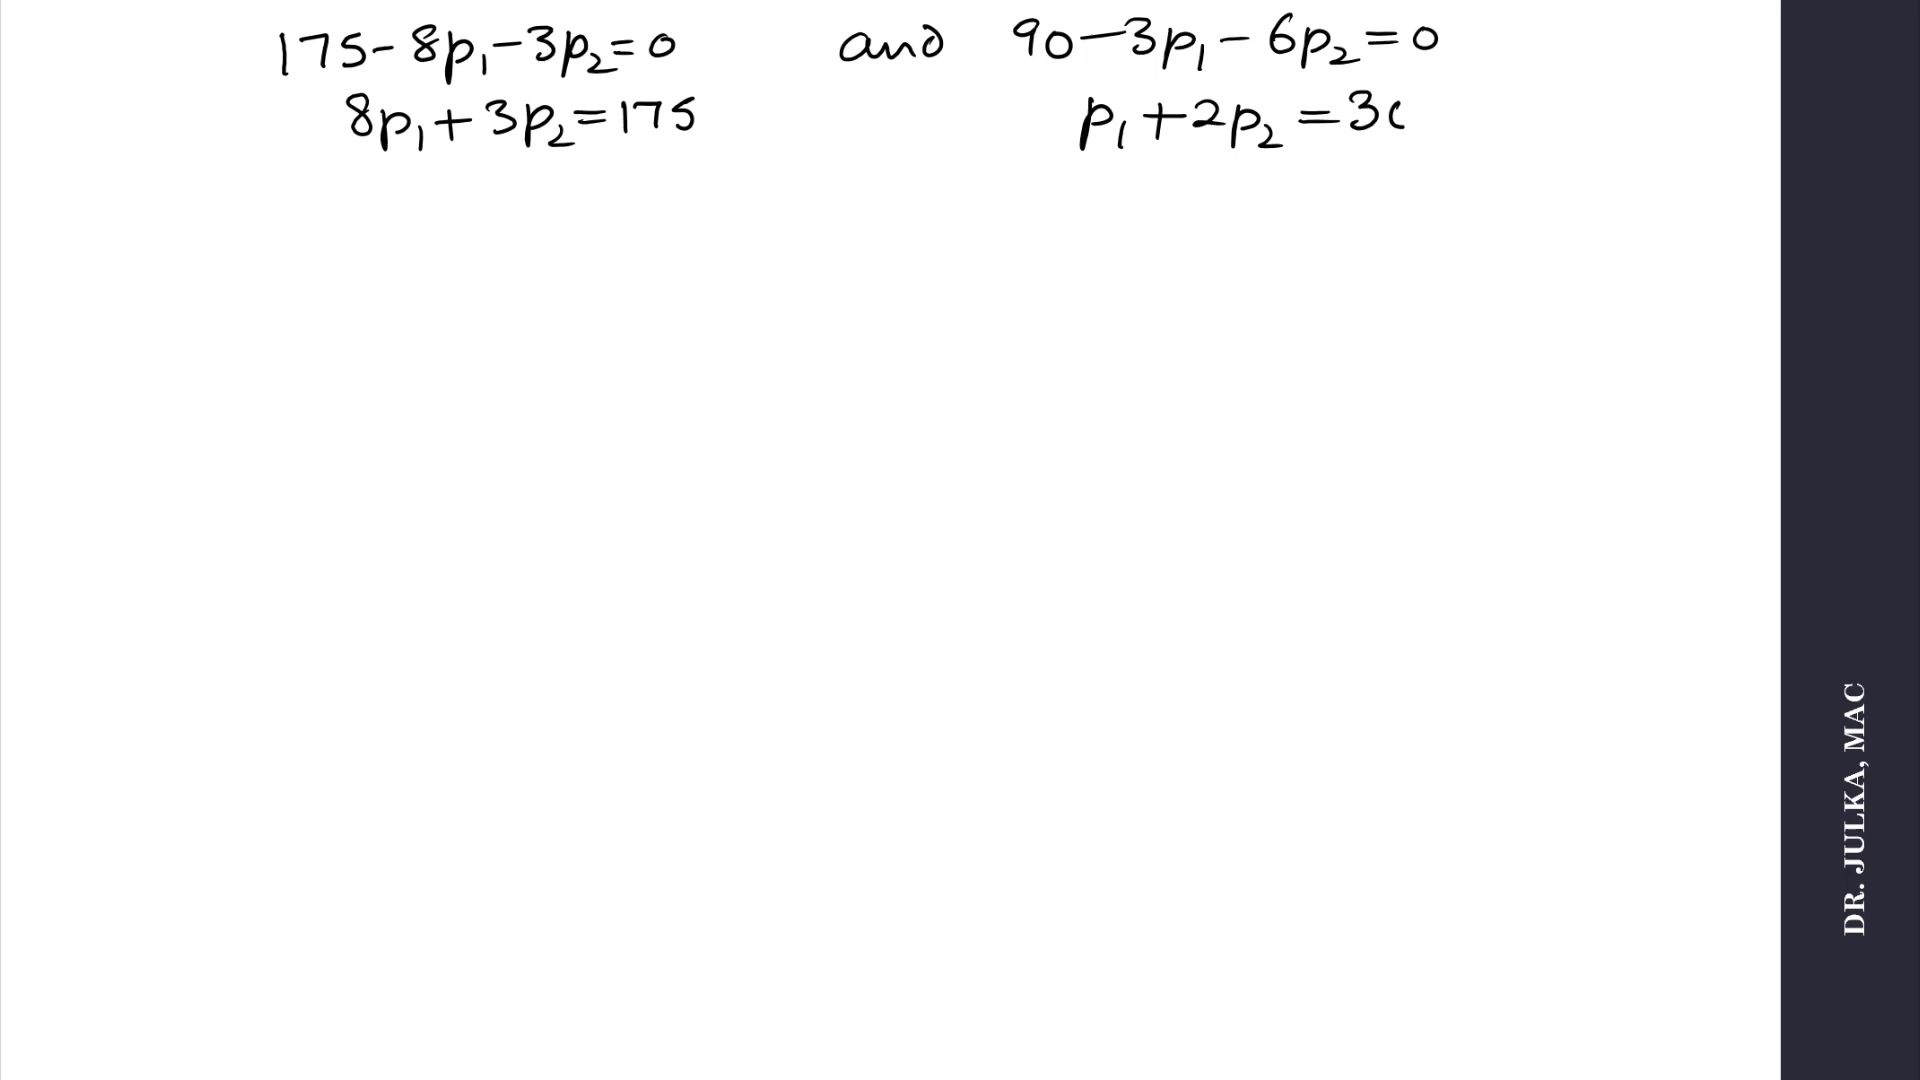 175-8p₁-3p₂=0 and 90-3p₁-6p₂=0
8p₁+3p₂=175 p₁+2p₂=3(
DR. JULKA, MAC